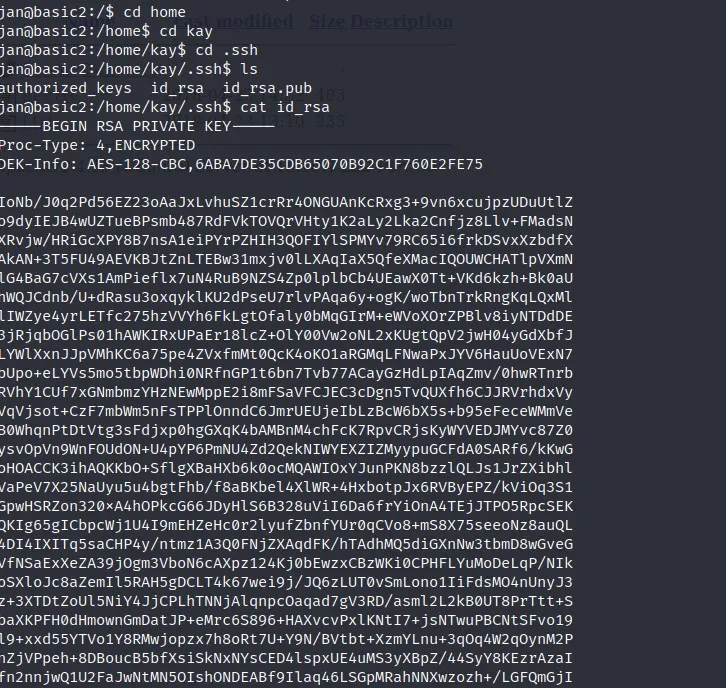 jan@basic2:/$ cd home
Last modified Size Description
jan@basic2:/home$ cd kay
jan@basic2:/home/kay$ cd .ssh
jan@basic2:/home/kay/.ssh$ ls
authorized_keys id_rsa id_rsa.pub
jan@basic2:/home/kay/.ssh$ cat id_rsa
-----BEGIN RSA PRIVATE KEY-----
Proc-Type: 4,ENCRYPTED
DEK-Info: AES-128-CBC,6ABA7DE35CDB65070B92C1F760E2FE75
IoNb/J0q2Pd56EZ23oAaJxLvhuSZ1crRr4ONGUAnKcRxg3+9vn6xcujpzUDuUtlZ
o9dyIEJB4wUZTueBPsmb487RdFVkTOVQrVHty1K2aLy2Lka2Cnfjz8Llv+FMadsN
XRvjw/HRiGcXPY8B7nsA1eiPYrPZHIH3QOFIYlSPMYv79RC65i6frkDSvxXzbdfX
AkAN+3T5FU49AEVKBJtZnLTEBw31mxjv0lLXAqIaX5QfeXMacIQOUWCHATlpVXmN
lG4BaG7cVXs1AmPieflx7uN4RuB9NZS4Zp0lplbCb4UEawX0Tt+VKd6kzh+Bk0aU
hWQJCdnb/U+dRasu3oxqyklKU2dPseU7rlvPAqa6y+ogK/woTbnTrkRngKqLQxMl
lIWZye4yrLETfc275hzVVYh6FkLgtOfaly0bMqGIrM+eWVoXOrZPBlv8iyNTDdDE
3jRjqbOGlPs01hAWKIRxUPaEr18lcZ+OlY00Vw2oNL2xKUgtQpV2jwH04yGdXbfJ
LYWlXxnJJpVMhKC6a75pe4ZVxfmMt0QcK4oKO1aRGMqLFNwaPxJYV6HauUoVExN7
bUpo+eLYVs5mo5tbpWDhi0NRfnGP1t6bn7Tvb77ACayGzHdLpIAqZmv/0hwRTnrb
RVhY1CUf7xGNmbmzYHzNEwMppE2i8mFSaVFCJEC3cDgn5TvQUXfh6CJJRVrhdxVy
VqVjsot+CzF7mbWm5nFsTPPlOnndC6JmrUEUjeIbLzBcW6bX5s+b95eFeceWMmVe
B0WhqnPtDtVtg3sFdjxp0hgGXqK4bAMBnM4chFcK7RpvCRjsKyWYVEDJMYvc87Z0
ysvOpVn9WnFOUdON+U4pYP6PmNU4Zd2QekNIWYEXZIZMyypuGCFdA0SARf6/kKwG
oHOACCK3ihAQKKbO+SflgXBaHXb6k0ocMQAWIOxYJunPKN8bzzlQLJs1JrZXibhl
VaPeV7X25NaUyu5u4bgtFhb/f8aBKbel4XlWR+4HxbotpJx6RVByEPZ/kViOq3S1
GpwHSRZon320×A4hOPkcG66JDyHlS6B328uViI6Da6frYiOnA4TEjJTPO5RpcSEK
QKIg65gICbpcWj1U4I9mEHZeHc0r2lyufZbnfYUr0qCVo8+mS8X75seeoNz8auQL
4DI4IXITq5saCHP4y/ntmz1A3Q0FNjZXAqdFK/hTAdhMQ5diGXnNw3tbmD8wGveG
VfNSaExXeZA39jOgm3VboN6cAXpz124Kj0bEwzxCBzWKi0CPHFLYuMoDeLqP/NIk
oSXloJc8aZemIl5RAH5gDCLT4k67wei9j/JQ6zLUT0vSmLono1IiFdsMO4nUnyJ3
z+3XTDtZoUl5NiY4JjCPLhTNNjAlqnpcOaqad7gV3RD/asml2L2kB0UT8PrTtt+S
baXKPFH0dHmownGmDatJP+eMrc6S896+HAXvcvPxlKNtI7+jsNTwuPBCNtSFvo19
l9+xxd55YTVo1Y8RMwjopzx7h8oRt7U+Y9N/BVtbt+XzmYLnu+3qOq4W2qOynM2P
nZjVPpeh+8DBoucB5bfXsiSkNxNYsCED4lspxUE4uMS3yXBpZ/44SyY8KEzrAzaI
fn2nnjwQ1U2FaJwNtMN5OIshONDEABf9Ilaq46LSGpMRahNNXwzozh+/LGFQmGjI